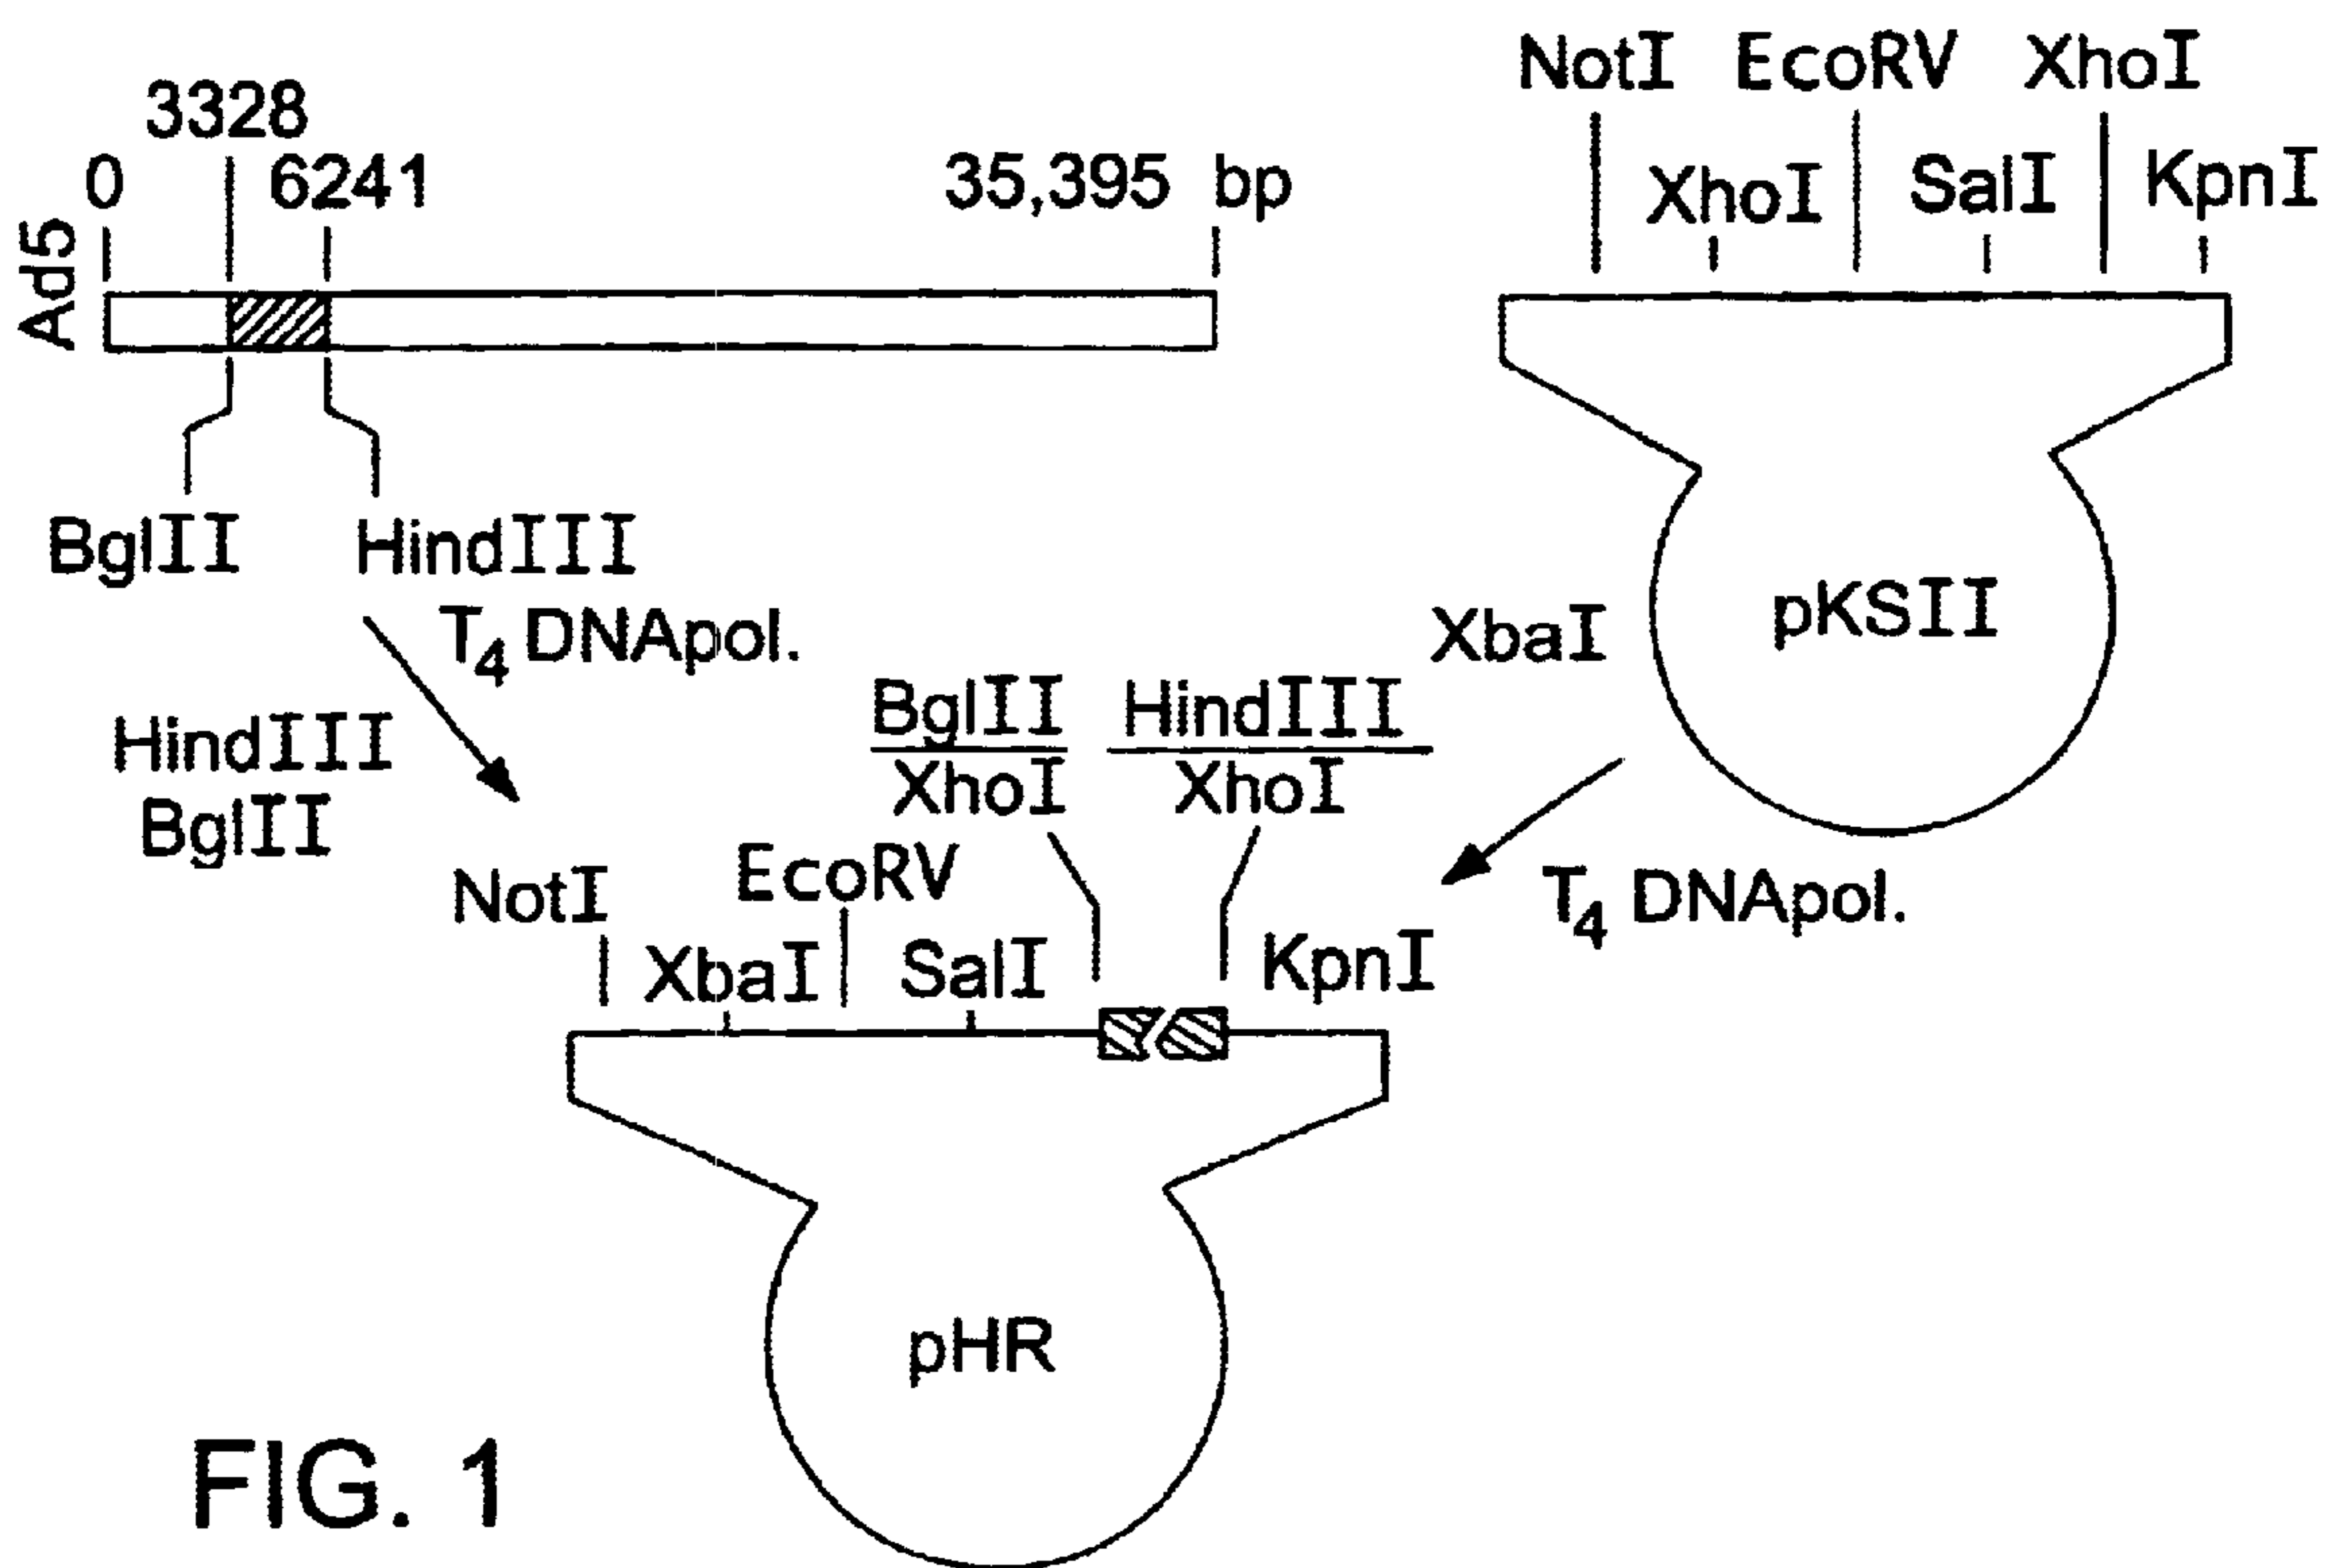 NotI EcoRV XhoI
3328
0 6241 35,395 bp XhoI SalI KpnI
Ad5
BglII HindIII
T4 DNApol.
pKSII
XbaI
HindIII
BglII
BglII HindIII
XhoI XhoI
T4 DNApol.
NotI EcoRV
XbaI SalI KpnI
pHR
FIG. 1